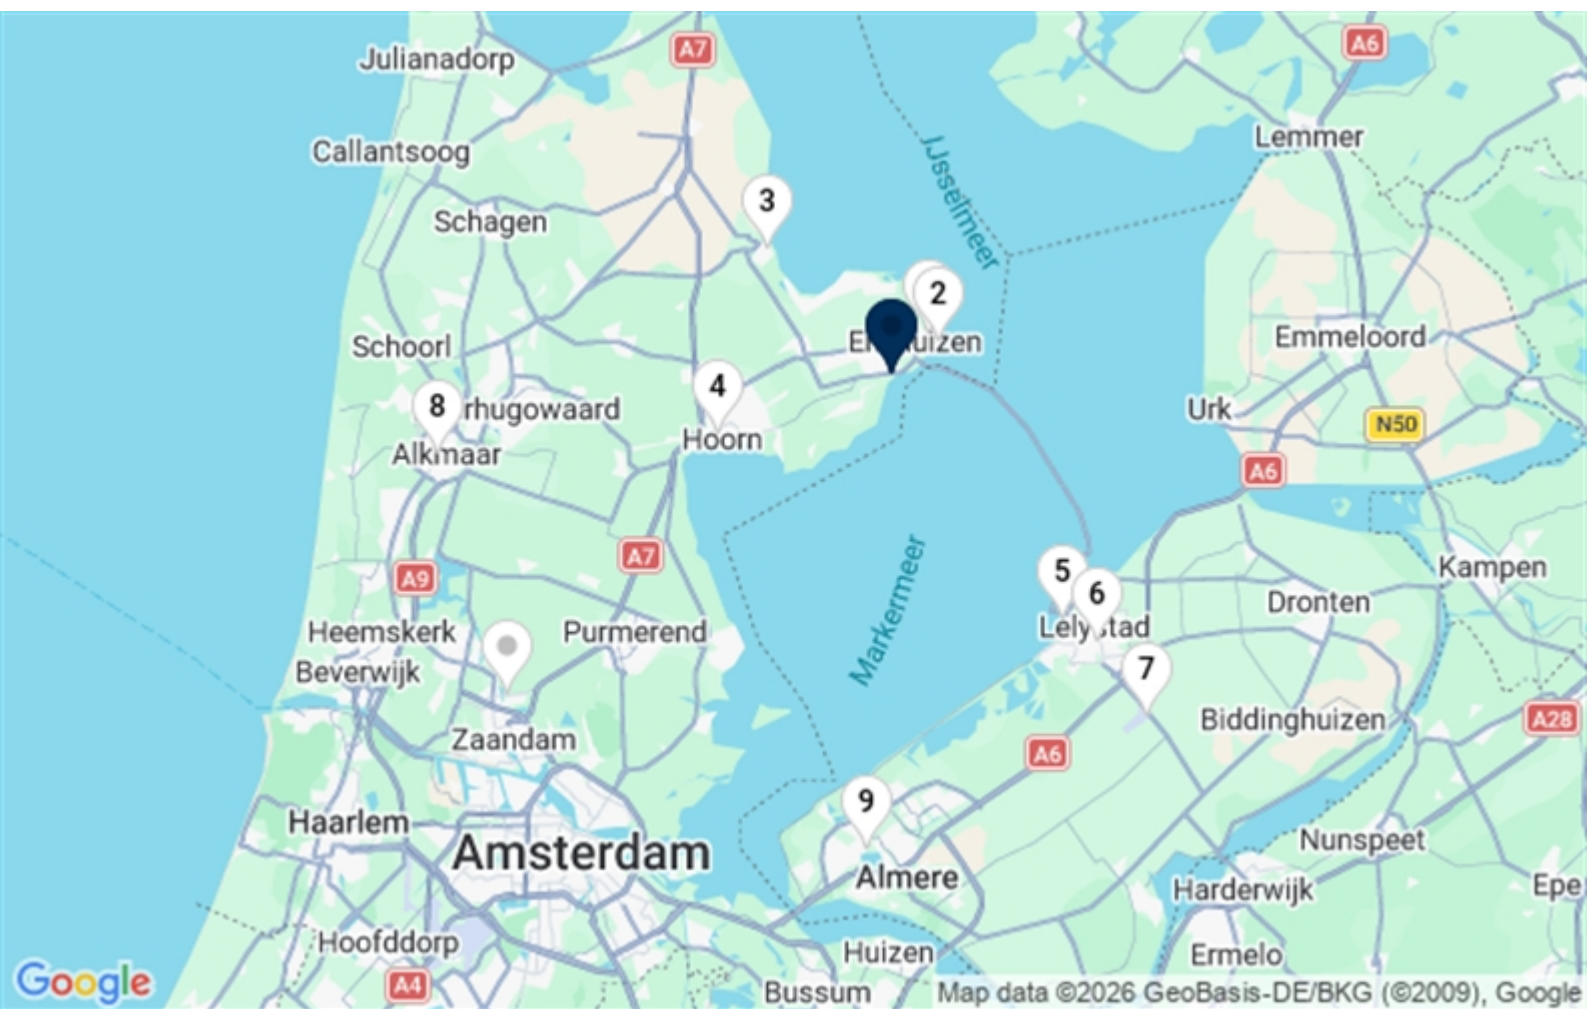 Julianadorp
A7
A6
Callantsoog
Lemmer
IJsselmeer
3
Schagen
2
Schoorl
Emmeloord
4
8
rhugowaard
Urk
N50
Hoorn
Alkmaar
A6
A7
Markermeer
A9
5
6
Kampen
Dronten
Heemskerk
Purmerend
Lelystad
Beverwijk
7
Biddinghuizen
A28
Zaandam
A6
9
Haarlem
Amsterdam
Nunspeet
Almere
Harderwijk
Epe
Hoofddorp
Huizen
Ermelo
Google
A4
Bussum
Map data ©2026 GeoBasis-DE/BKG (©2009), Google